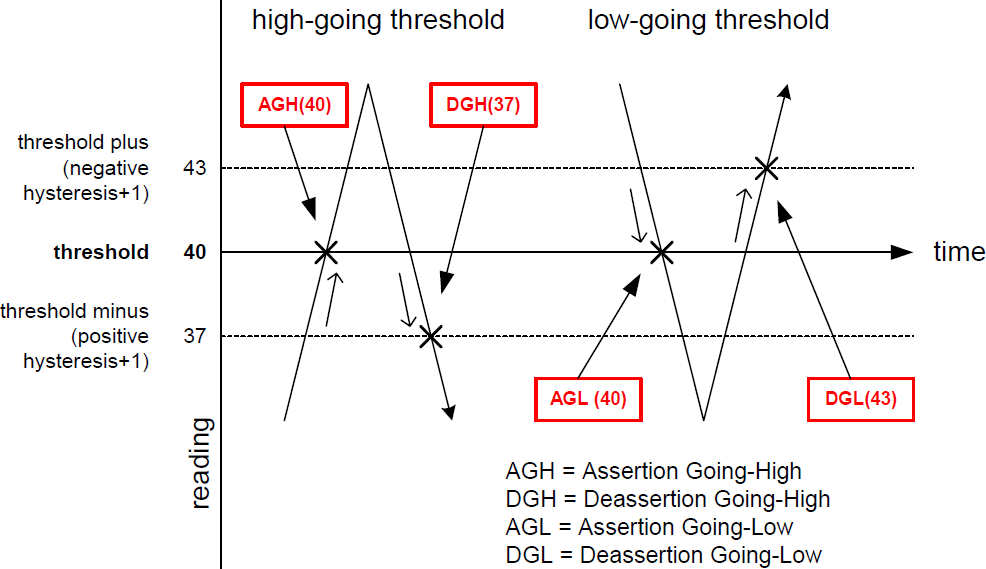 high-going threshold
low-going threshold
AGH(40)
DGH(37)
threshold plus
(negative
hysteresis+1)
43
threshold
40
time
threshold minus
(positive
hysteresis+1)
37
AGL (40)
DGL(43)
reading
AGH = Assertion Going-High
DGH = Deassertion Going-High
AGL = Assertion Going-Low
DGL = Deassertion Going-Low